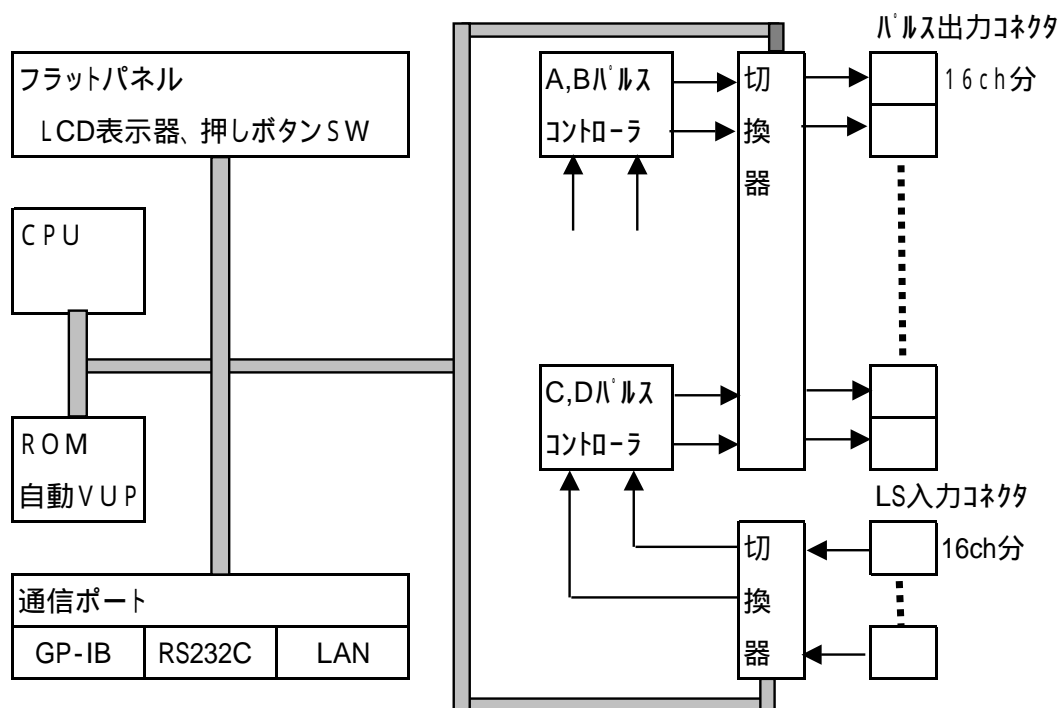 フラットパネル
LCD表示器、押しボタンSW
CPU
ROM
自動VUP
通信ポート
GP-IB
RS232C
LAN
A,Bﾊﾟﾙｽ
ｺﾝﾄﾛｰﾗ
C,Dﾊﾟﾙｽ
ｺﾝﾄﾛｰﾗ
切
換
器
切
換
器
ﾊﾟﾙｽ出力ｺﾈｸﾀ
16ch分
LS入力ｺﾈｸﾀ
16ch分